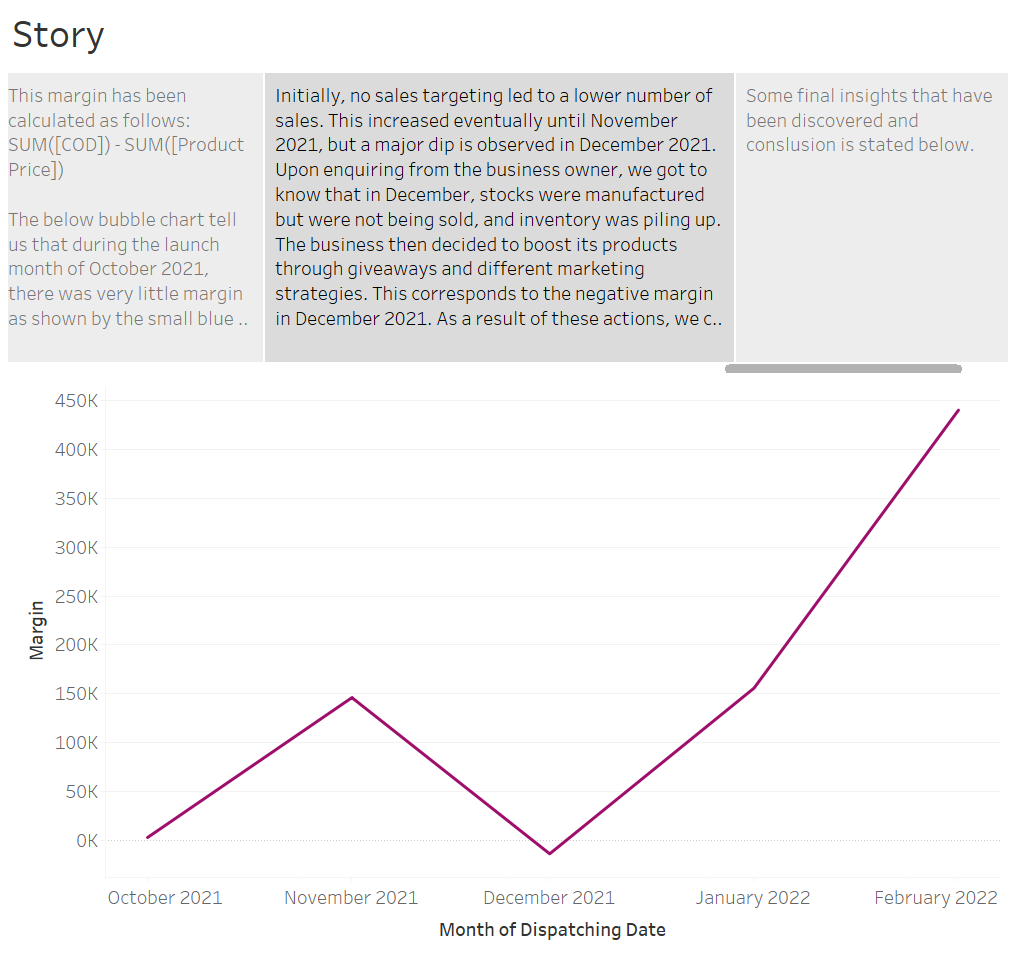 Story
This margin has been
calculated as follows:
SUM([COD]) - SUM([Product
Price])
The below bubble chart tell
us that during the launch
month of October 2021,
there was very little margin
as shown by the small blue ..
Initially, no sales targeting led to a lower number of
sales. This increased eventually until November
2021, but a major dip is observed in December 2021.
Upon enquiring from the business owner, we got to
know that in December, stocks were manufactured
but were not being sold, and inventory was piling up.
The business then decided to boost its products
through giveaways and different marketing
strategies. This corresponds to the negative margin
in December 2021. As a result of these actions, we c..
Some final insights that have
been discovered and
conslusion is stated below.
450K
400K
350K
300K
250K
200K
150K
100K
50K
0K
Margin
October 2021
November 2021
December 2021
January 2022
February 2022
Month of Dispatching Date